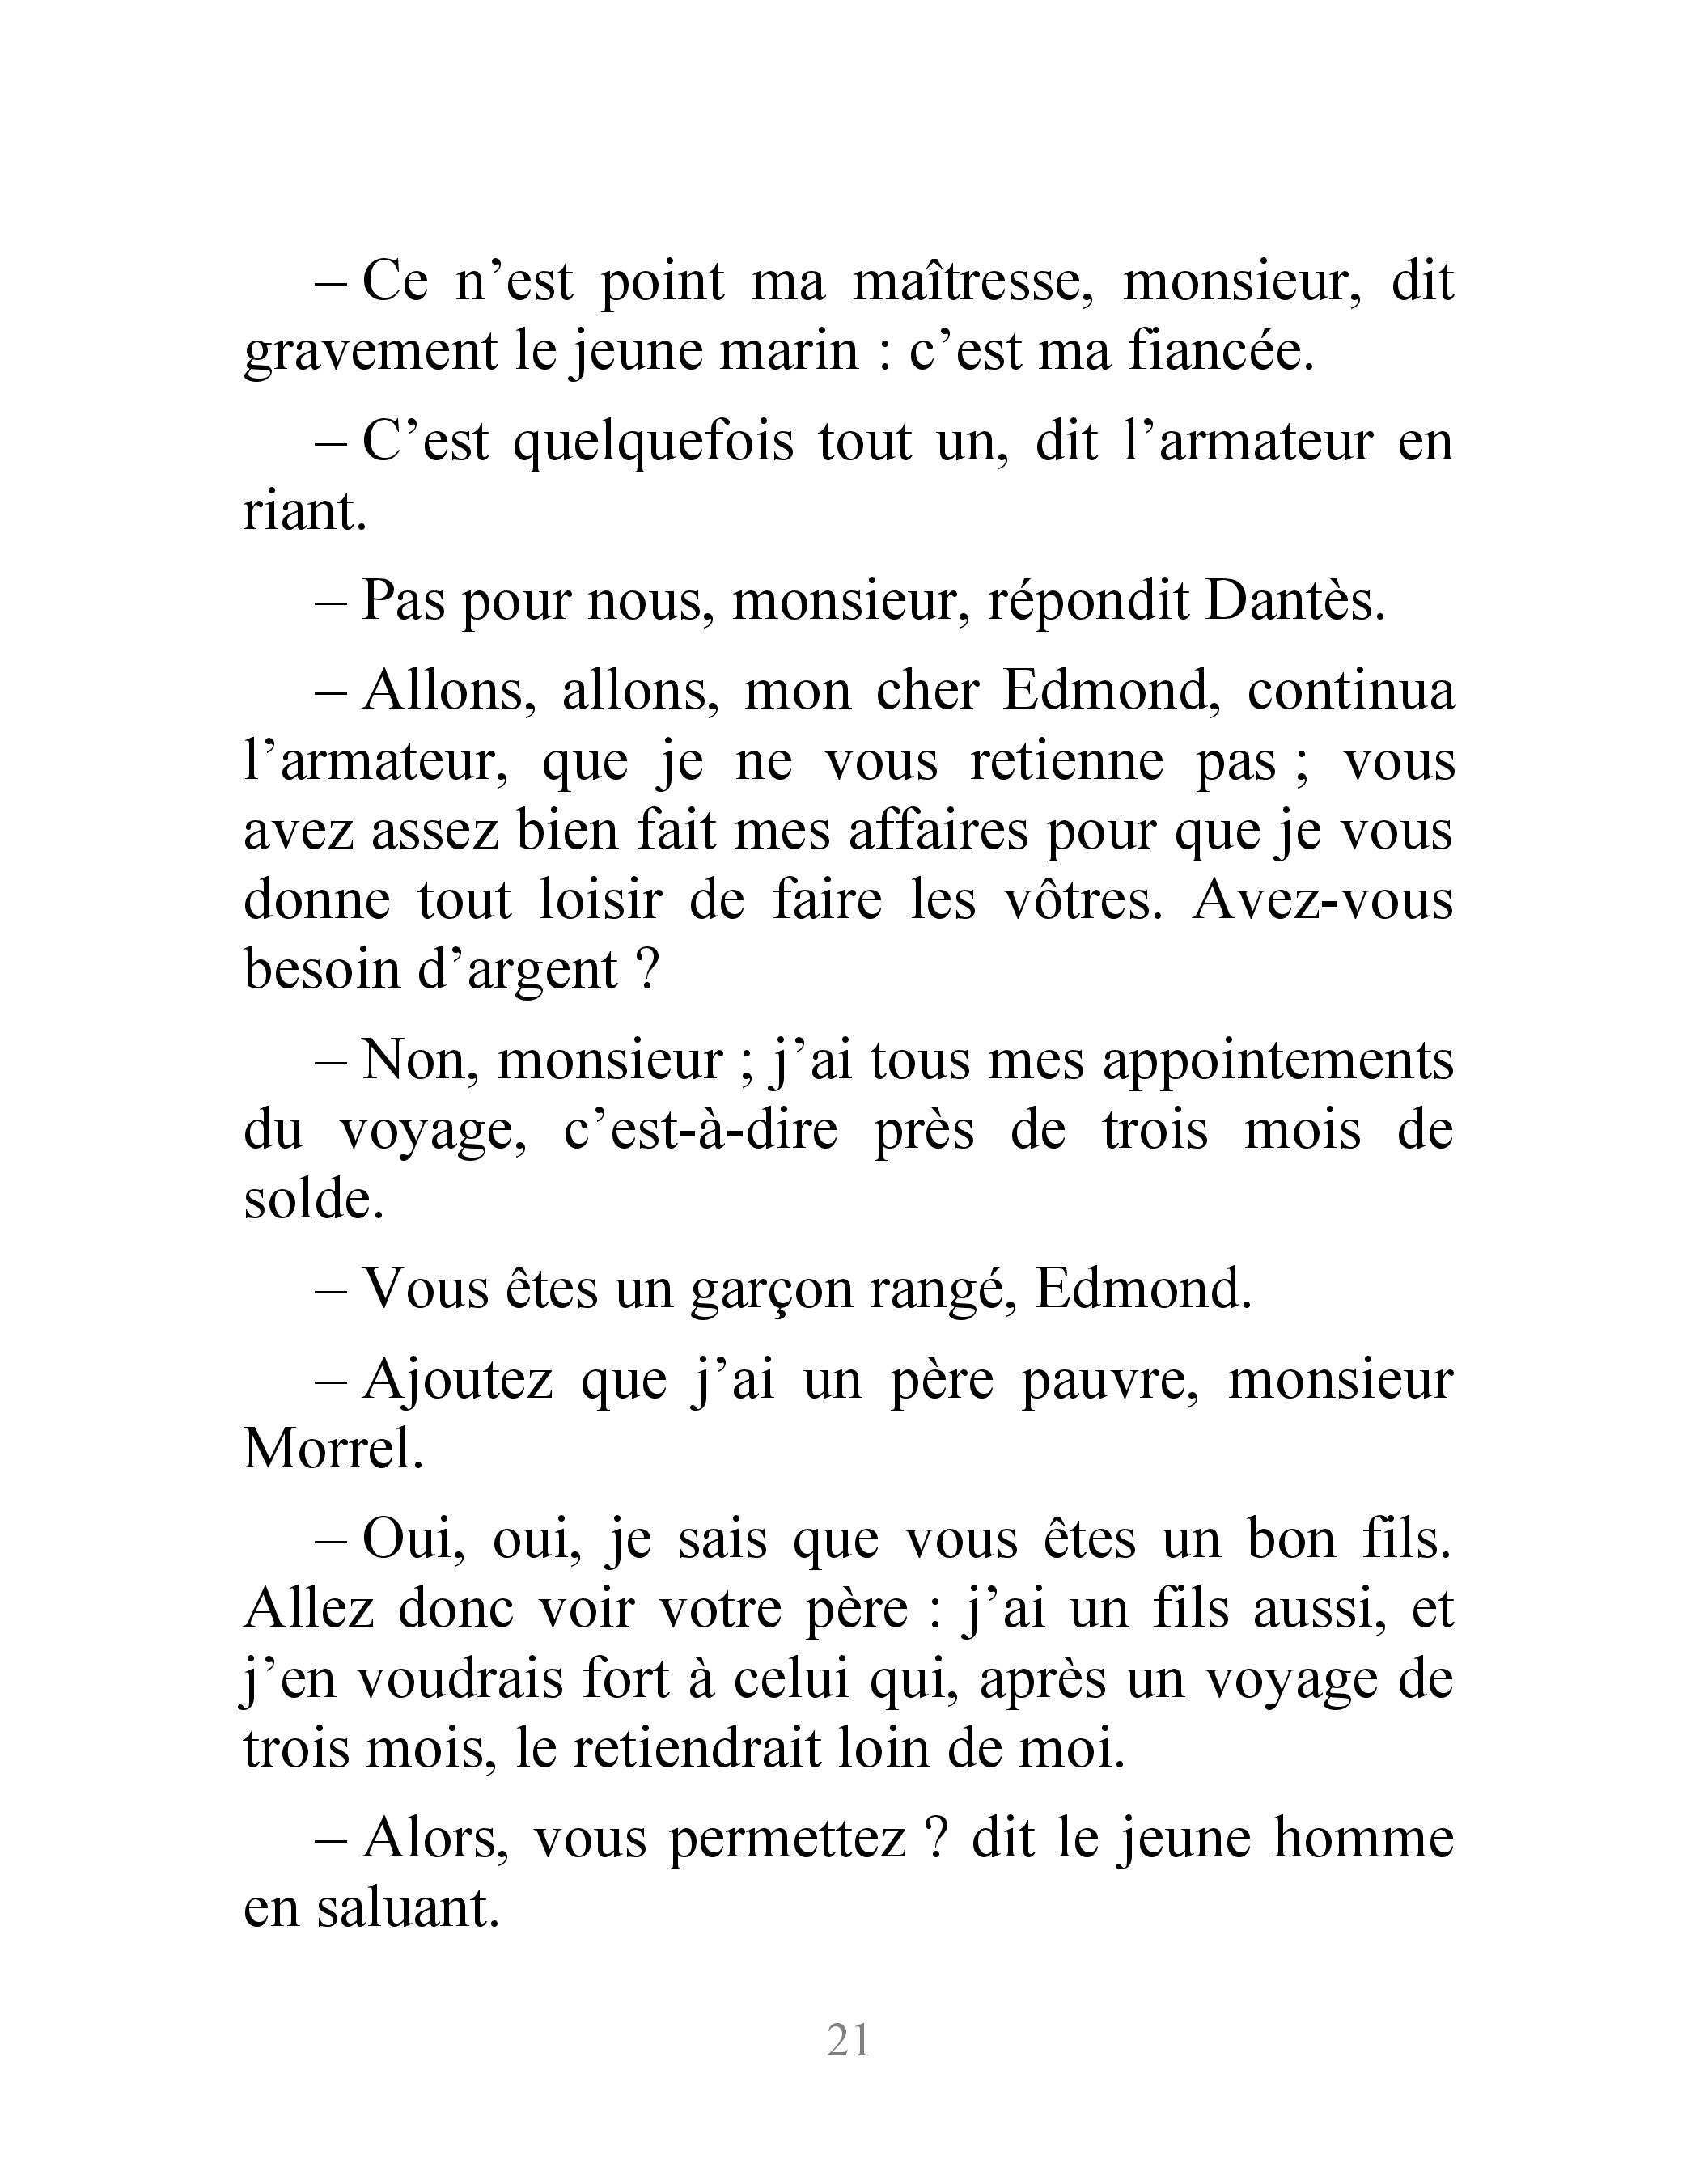 – Ce n’est point ma maîtresse, monsieur, dit
gravement le jeune marin : c’est ma fiancée.
– C’est quelquefois tout un, dit l’armateur en
riant.
– Pas pour nous, monsieur, répondit Dantès.
– Allons, allons, mon cher Edmond, continua
l’armateur, que je ne vous retienne pas ; vous
avez assez bien fait mes affaires pour que je vous
donne tout loisir de faire les vôtres. Avez-vous
besoin d’argent ?
– Non, monsieur ; j’ai tous mes appointements
du voyage, c’est-à-dire près de trois mois de
solde.
– Vous êtes un garçon rangé, Edmond.
– Ajoutez que j’ai un père pauvre, monsieur
Morrel.
– Oui, oui, je sais que vous êtes un bon fils.
Allez donc voir votre père : j’ai un fils aussi, et
j’en voudrais fort à celui qui, après un voyage de
trois mois, le retiendrait loin de moi.
– Alors, vous permettez ? dit le jeune homme
en saluant.
21